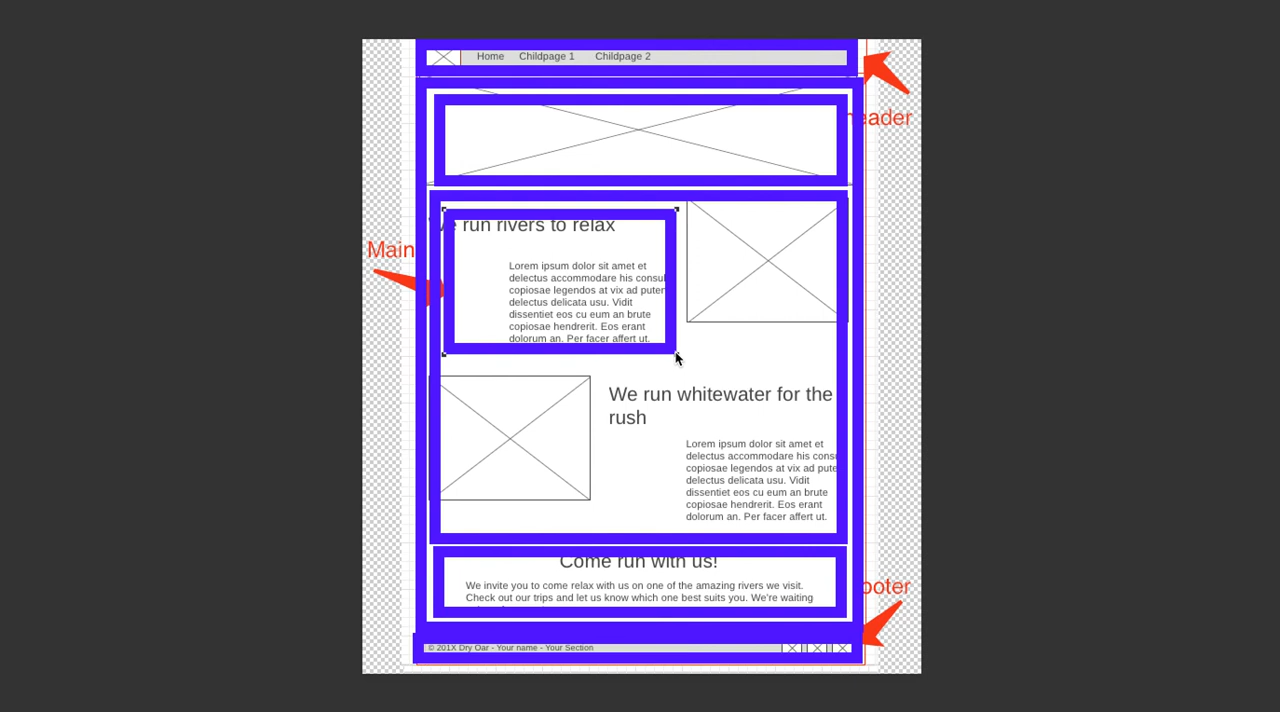 Home Childpage 1 Childpage 2
eader
We run rivers to relax
Main
Lorem ipsum dolor sit amet et
delectus accommodare his consul
copiosae legendos at vix ad puten
delectus delicata usu. Vidit
dissentiet eos cu eum an brute
copiosae hendrerit. Eos erant
dolorum an. Per facer affert ut.
We run whitewater for the
rush
Lorem ipsum dolor sit amet et
delectus accommodare his consu
copiosae legendos at vix ad pute
delectus delicata usu. Vidit
dissentiet eos cu eum an brute
copiosae hendrerit. Eos erant
dolorum an. Per facer affert ut.
Come run with us!
We invite you to come relax with us on one of the amazing rivers we visit.
Check out our trips and let us know which one best suits you. We're waiting
ooter
© 201X Dry Oar - Your name - Your Section